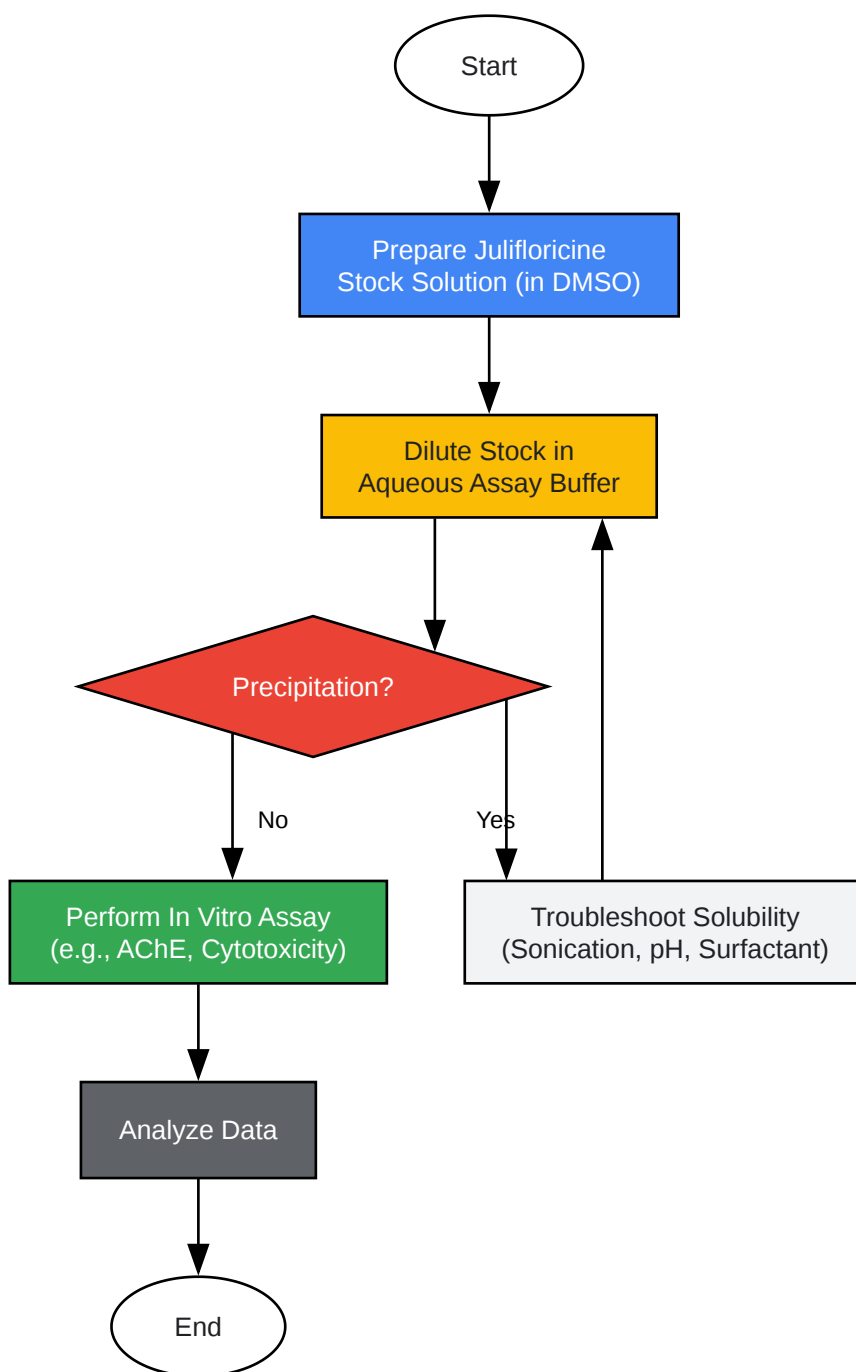 Start
Prepare Julifloricine
Stock Solution (in DMSO)
Dilute Stock in
Aqueous Assay Buffer
Precipitation?
No
Yes
Perform In Vitro Assay
(e.g., AChE, Cytotoxicity)
Troubleshoot Solubility
(Sonication, pH, Surfactant)
Analyze Data
End